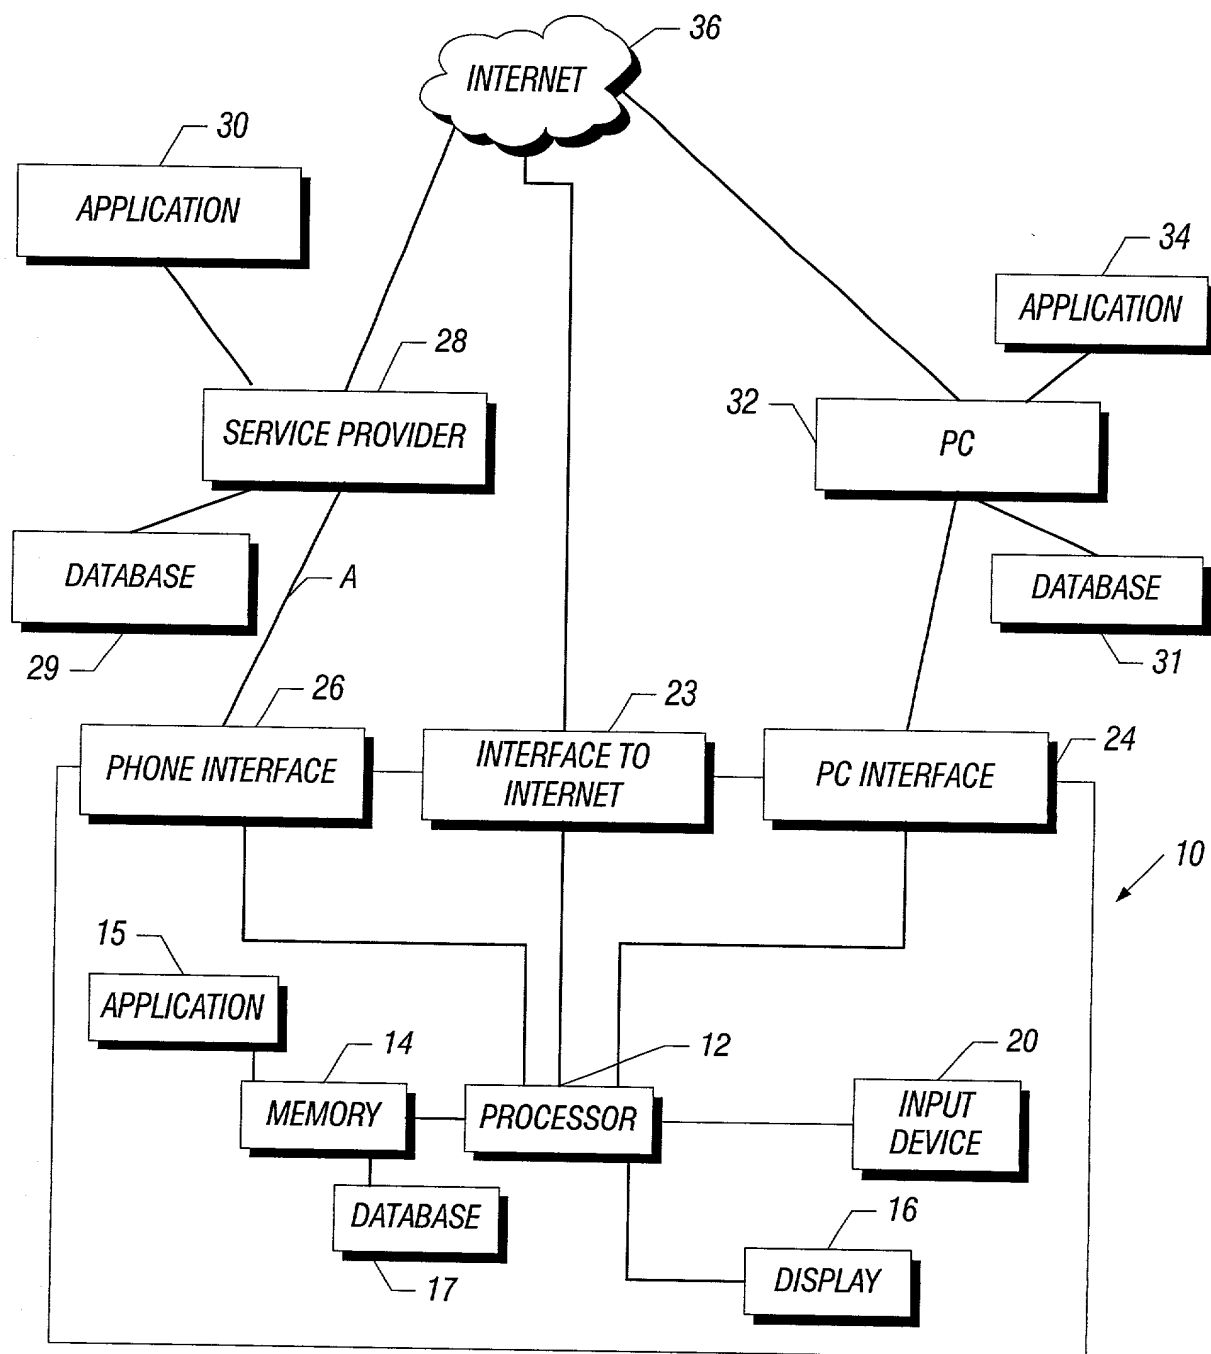 36
INTERNET
30
APPLICATION
34
APPLICATION
28
SERVICE PROVIDER
32
PC
DATABASE
29
A
DATABASE
31
26
PHONE INTERFACE
23
INTERFACE TO
INTERNET
24
PC INTERFACE
10
15
APPLICATION
14
MEMORY
12
PROCESSOR
20
INPUT
DEVICE
DATABASE
17
16
DISPLAY